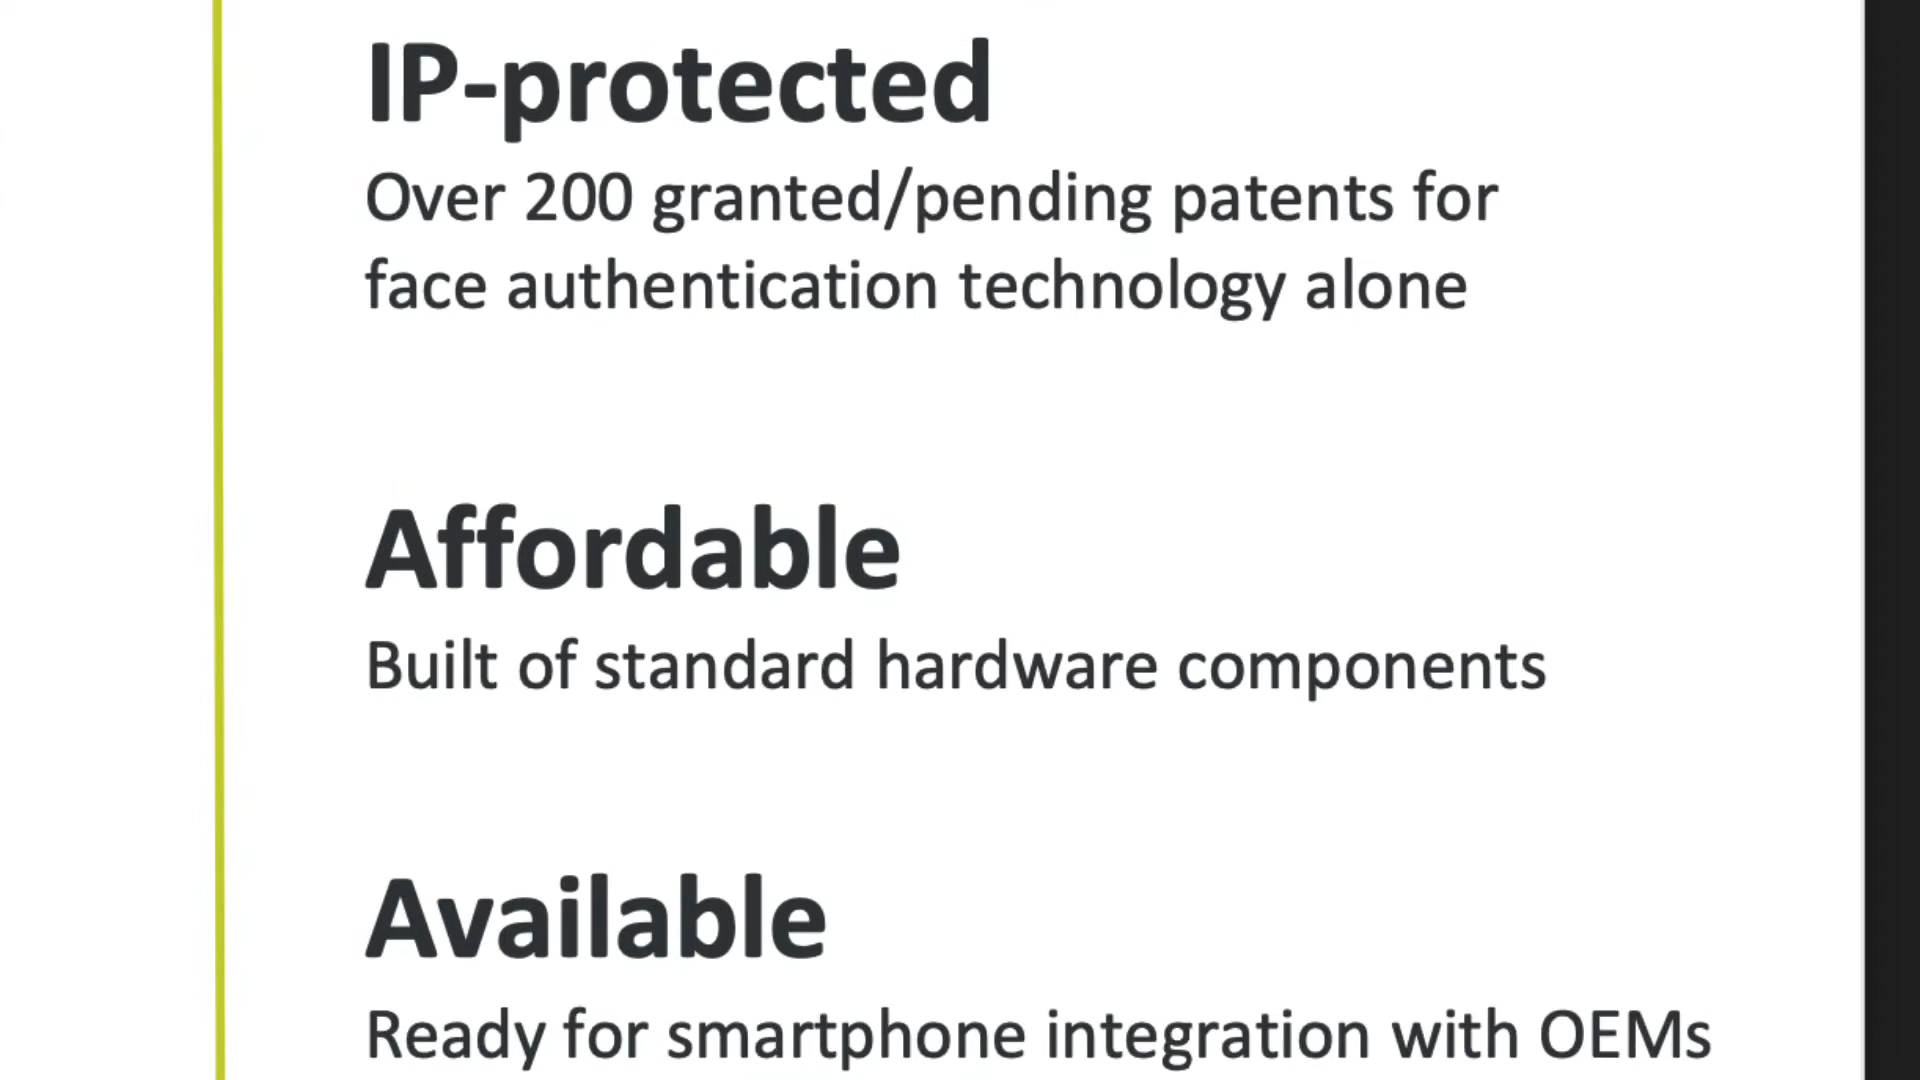 IP-protected
Over 200 granted/pending patents for
face authentication technology alone
Affordable
Built of standard hardware components
Available
Ready for smartphone integration with OEMs